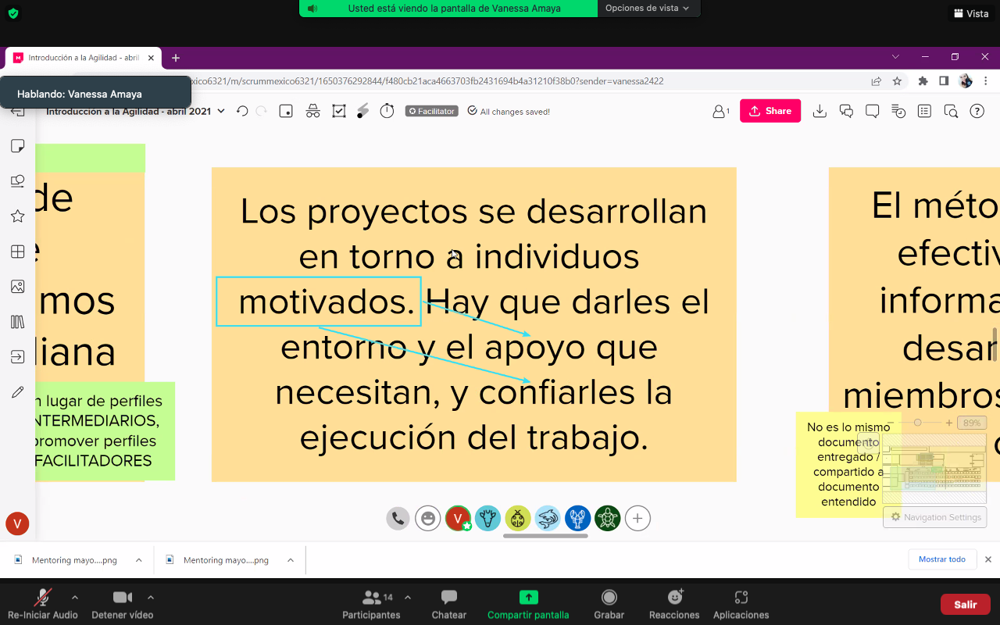 Usted está viendo la pantalla de Vanessa Amaya
Opciones de vista
Vista
Introducción a la Agilidad - abril
Hablando: Vanessa Amaya
xico6321/m/scrummexico6321/1650376292844/f480cb21aca4663703fb2431694b4a31210f38b0?sender=vanessa2422
Introducción a la Agilidad - abril 2021
Facilitator
All changes saved!
1
Share
de
e
mos
liana
n lugar de perfiles
NTERMEDIARIOS,
promover perfiles
FACILITADORES
Los proyectos se desarrollan
en torno a individuos
motivados. Hay que darles el
entorno y el apoyo que
necesitan, y confiarles la
ejecución del trabajo.
El méto
efectiv
informa
desar
miembros
No es lo mismo
documento
entregado /
compartido a
documento
entendido
89%
Navigation Settings
V
V
Mentoring mayo....png
Mentoring mayo....png
Mostrar todo
Re-Iniciar Audio
Detener vídeo
14
Participantes
Chatear
Compartir pantalla
Grabar
Reacciones
Aplicaciones
Salir